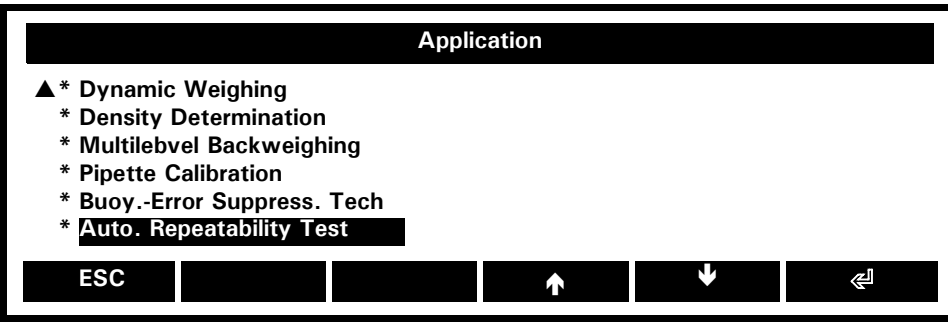 Application
▲* Dynamic Weighing
* Density Determination
* Multilebvel Backweighing
* Pipette Calibration
* Buoy.-Error Suppress. Tech
* Auto. Repeatability Test
ESC ↑ ↓ ↵